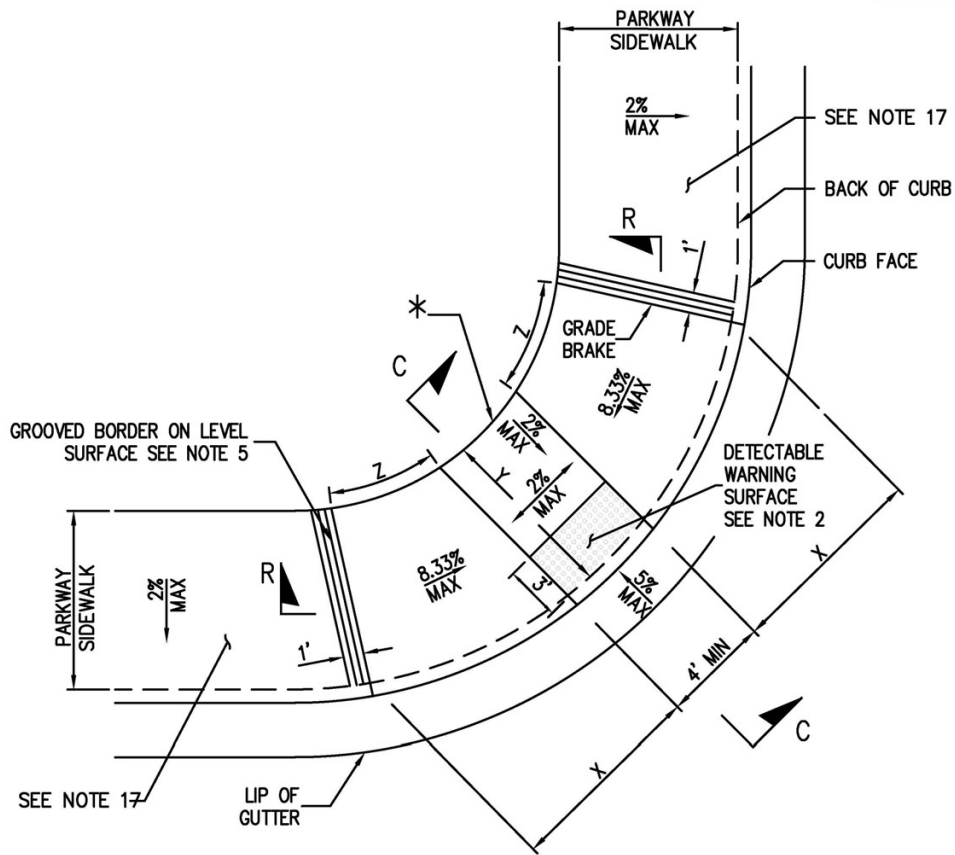 PARKWAY
SIDEWALK
2%
MAX
SEE NOTE 17
BACK OF CURB
R
1'
CURB FACE
*
Z
GRADE
BRAKE
C
8.33%
MAX
GROOVED BORDER ON LEVEL
SURFACE SEE NOTE 5
2%
MAX
Z
Y
2%
MAX
DETECTABLE
WARNING
SURFACE
SEE NOTE 2
PARKWAY
SIDEWALK
2%
MAX
R
8.33%
MAX
3'
5%
MAX
X
1'
4' MIN
C
X
SEE NOTE 17
LIP OF
GUTTER